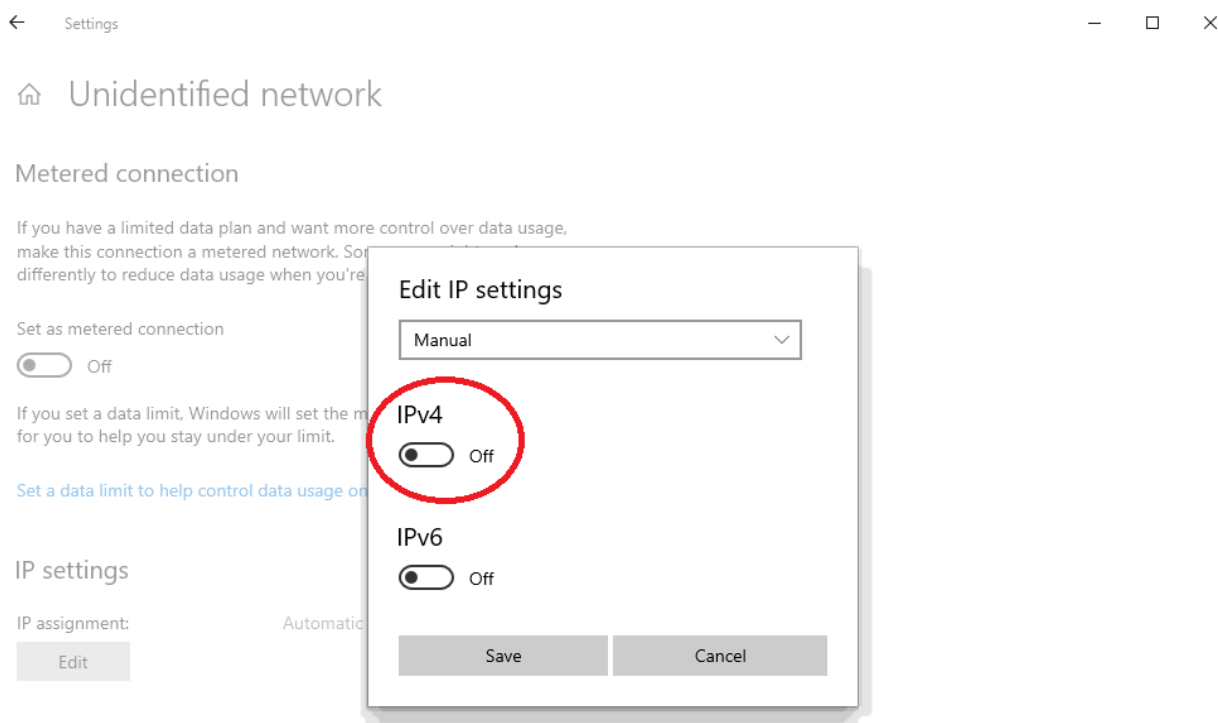 Settings
Unidentified network
Metered connection
If you have a limited data plan and want more control over data usage,
make this connection a metered network.
differently to reduce data usage when you're
Set as metered connection
Off
If you set a data limit, Windows will set the
for you to help you stay under your limit.
Set a data limit to help control data usage on
IP settings
IP assignment:
Automatic
Edit
Edit IP settings
Manual
IPv4
Off
IPv6
Off
Save
Cancel